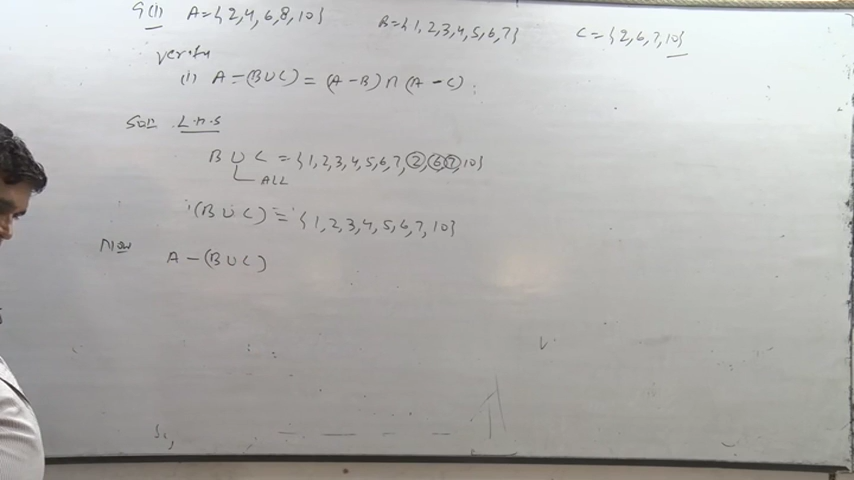 Q(1) A={2,4,6,8,10} B={1,2,3,4,5,6,7} C={2,6,7,10}
verify
(1) A-(B∪C) = (A-B)∩(A-C).
Soln L.H.S
B ∪ C = {1,2,3,4,5,6,7,2,6,7,10}
ALL
(B∪C) = {1,2,3,4,5,6,7,10}
Now A-(B∪C)